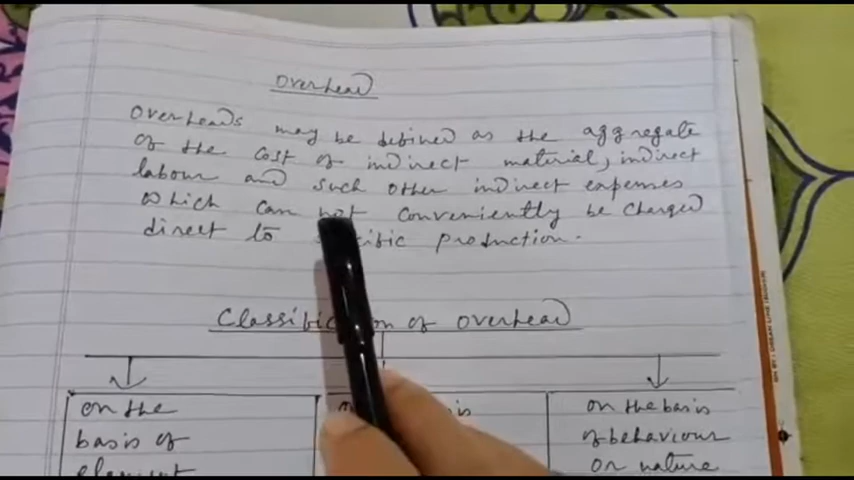 Overhead
Overheads may be defined as the aggregate
of the cost of indirect material, indirect
labour and such other indirect expenses
which can not conveniently be charged
direct to production.
Classification of overhead
on the
basis of
element
on the basis
of behaviour
or nature